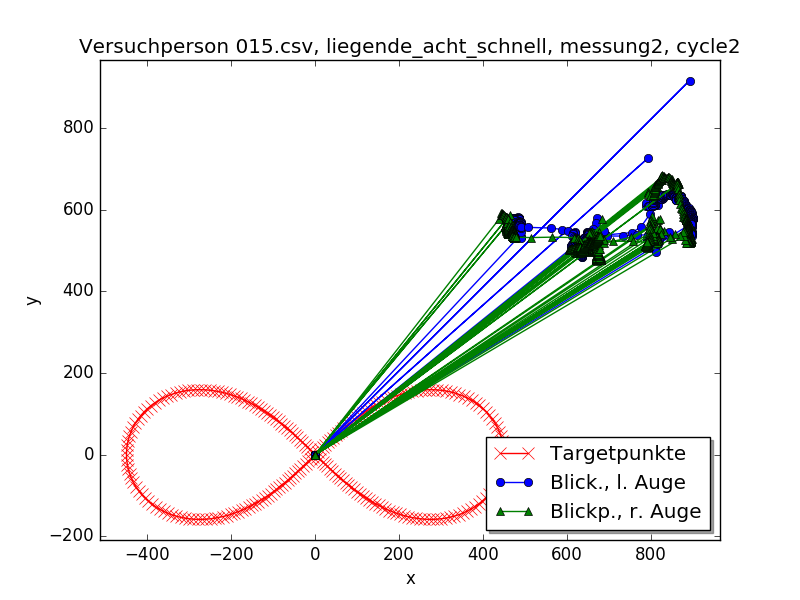 Versuchperson 015.csv, liegende_acht_schnell, messung2, cycle2
y
800
600
400
200
0
−200
−400
−200
0
200
400
600
800
x
Targetpunkte
Blick., l. Auge
Blickp., r. Auge